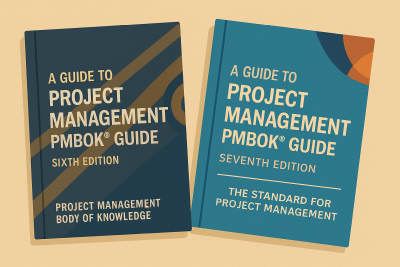 A GUIDE TO
PROJECT
MANAGEMENT
PMBOK® GUIDE
SIXTH EDITION
PROJECT MANAGEMENT
BODY OF KNOWLEDGE
A GUIDE TO
PROJECT
MANAGEMENT
PMBOK® GUIDE
SEVENTH EDITION
THE STANDARD FOR
PROJECT MANAGEMENT